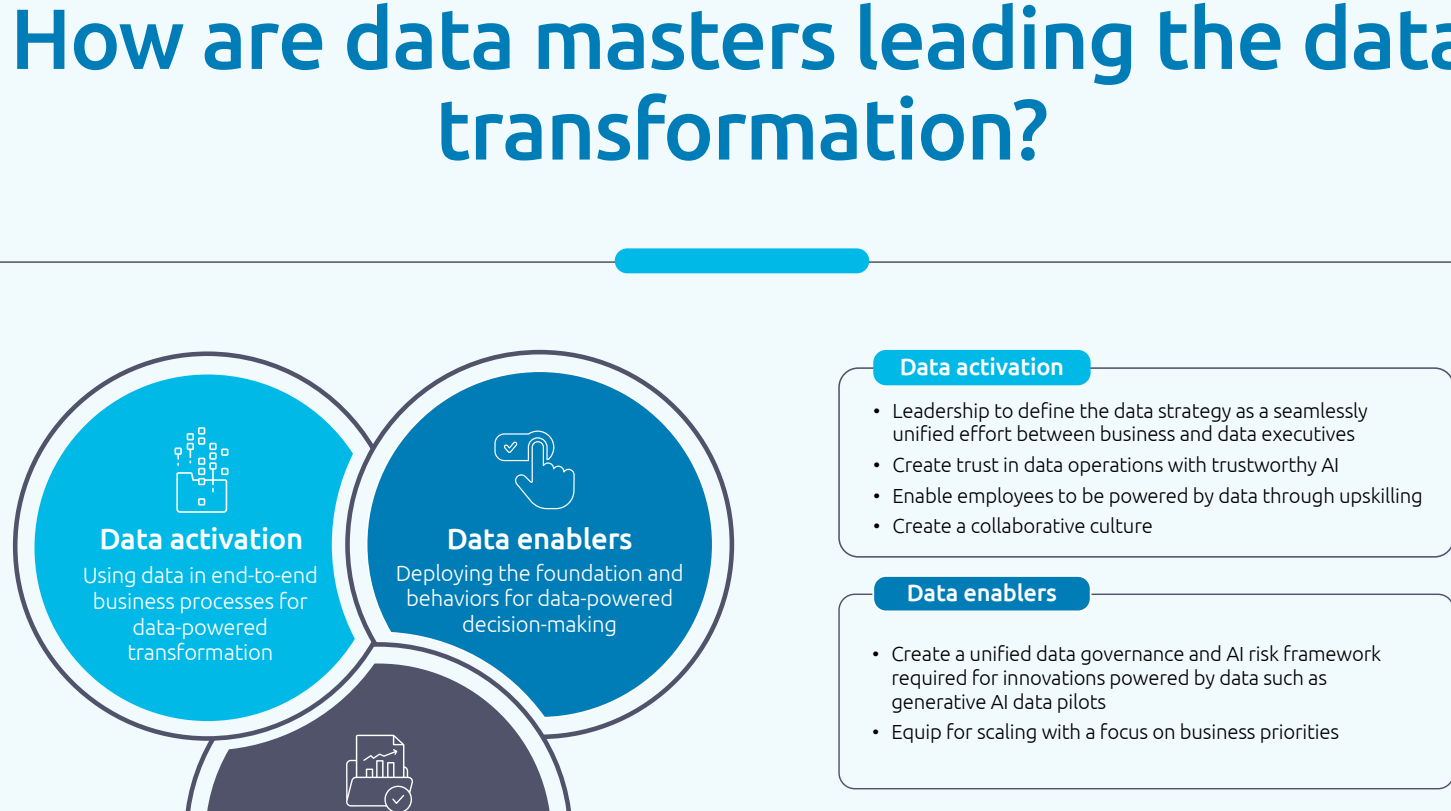 How are data masters leading the data
transformation?
Data activation
Using data in end-to-end
business processes for
data-powered
transformation
Data enablers
Deploying the foundation and
behaviors for data-powered
decision-making
Data activation
• Leadership to define the data strategy as a seamlessly
unified effort between business and data executives
• Create trust in data operations with trustworthy AI
• Enable employees to be powered by data through upskilling
• Create a collaborative culture
Data enablers
• Create a unified data governance and AI risk framework
required for innovations powered by data such as
generative AI data pilots
• Equip for scaling with a focus on business priorities